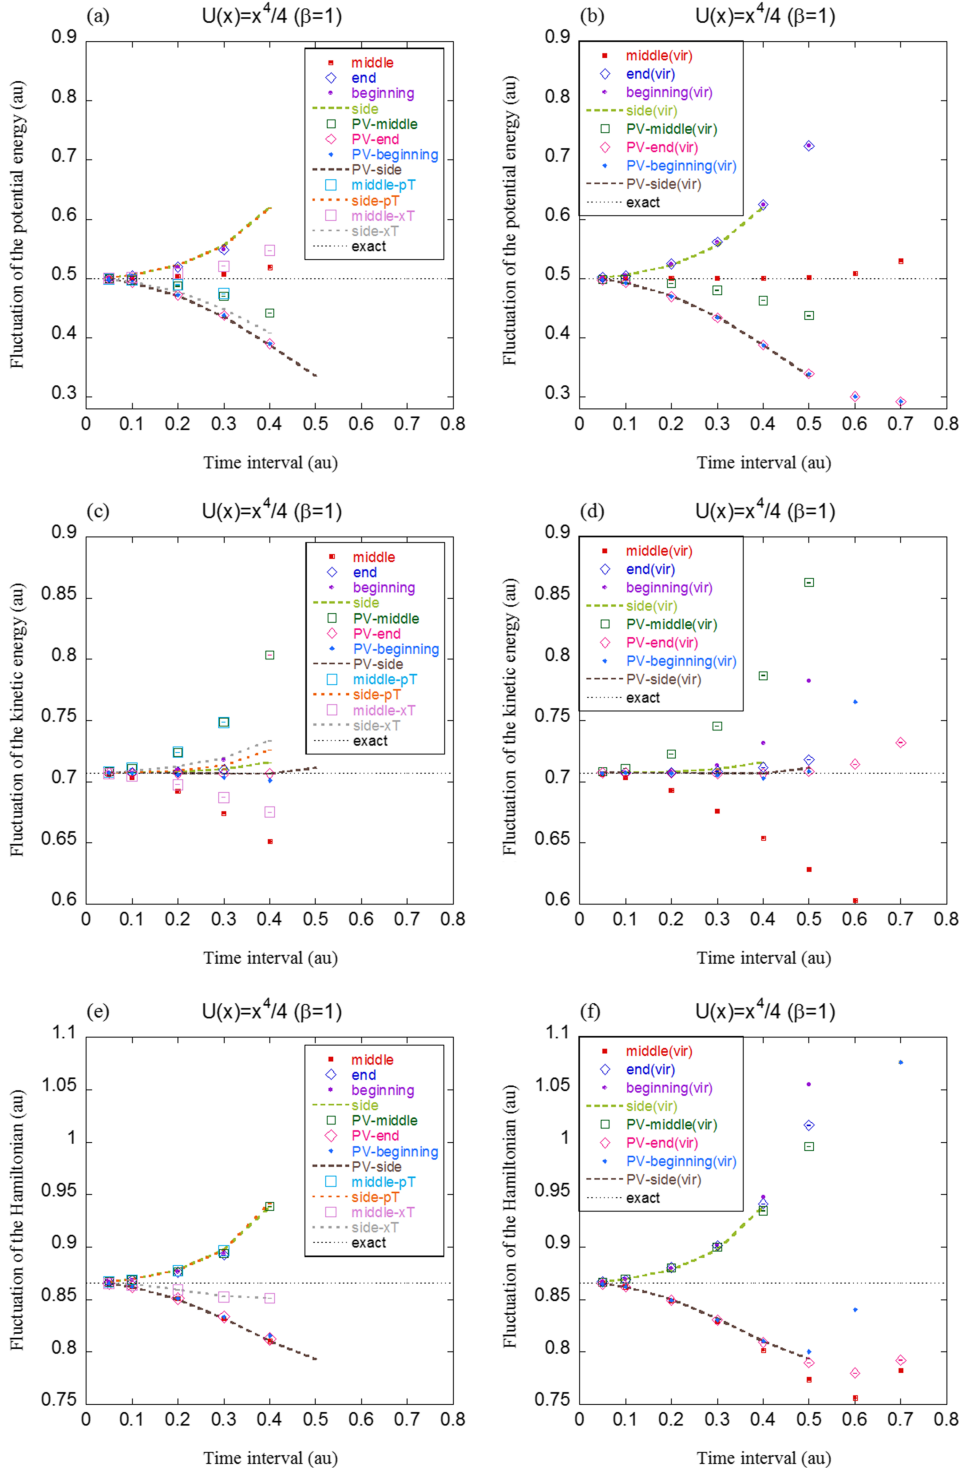 (a)
U(x)=x⁴/4 (β=1)
Fluctuation of the potential energy (au)
0.9
0.8
0.7
0.6
0.5
0.4
0.3
middle
end
beginning
side
PV-middle
PV-end
PV-beginning
PV-side
middle-pT
side-pT
middle-xT
side-xT
exact
0 0.1 0.2 0.3 0.4 0.5 0.6 0.7 0.8
Time interval (au)
(b)
U(x)=x⁴/4 (β=1)
Fluctuation of the potential energy (au)
0.9
0.8
0.7
0.6
0.5
0.4
0.3
middle(vir)
end(vir)
beginning(vir)
side(vir)
PV-middle(vir)
PV-end(vir)
PV-beginning(vir)
PV-side(vir)
exact
0 0.1 0.2 0.3 0.4 0.5 0.6 0.7 0.8
Time interval (au)
(c)
U(x)=x⁴/4 (β=1)
Fluctuation of the kinetic energy (au)
0.9
0.85
0.8
0.75
0.7
0.65
0.6
middle
end
beginning
side
PV-middle
PV-end
PV-beginning
PV-side
middle-pT
side-pT
middle-xT
side-xT
exact
0 0.1 0.2 0.3 0.4 0.5 0.6 0.7 0.8
Time interval (au)
(d)
U(x)=x⁴/4 (β=1)
Fluctuation of the kinetic energy (au)
0.9
0.85
0.8
0.75
0.7
0.65
0.6
middle(vir)
end(vir)
beginning(vir)
side(vir)
PV-middle(vir)
PV-end(vir)
PV-beginning(vir)
PV-side(vir)
exact
0 0.1 0.2 0.3 0.4 0.5 0.6 0.7 0.8
Time interval (au)
(e)
U(x)=x⁴/4 (β=1)
Fluctuation of the Hamiltonian (au)
1.1
1.05
1
0.95
0.9
0.85
0.8
0.75
middle
end
beginning
side
PV-middle
PV-end
PV-beginning
PV-side
middle-pT
side-pT
middle-xT
side-xT
exact
0 0.1 0.2 0.3 0.4 0.5 0.6 0.7 0.8
Time interval (au)
(f)
U(x)=x⁴/4 (β=1)
Fluctuation of the Hamiltonian (au)
1.1
1.05
1
0.95
0.9
0.85
0.8
0.75
middle(vir)
end(vir)
beginning(vir)
side(vir)
PV-middle(vir)
PV-end(vir)
PV-beginning(vir)
PV-side(vir)
exact
0 0.1 0.2 0.3 0.4 0.5 0.6 0.7 0.8
Time interval (au)